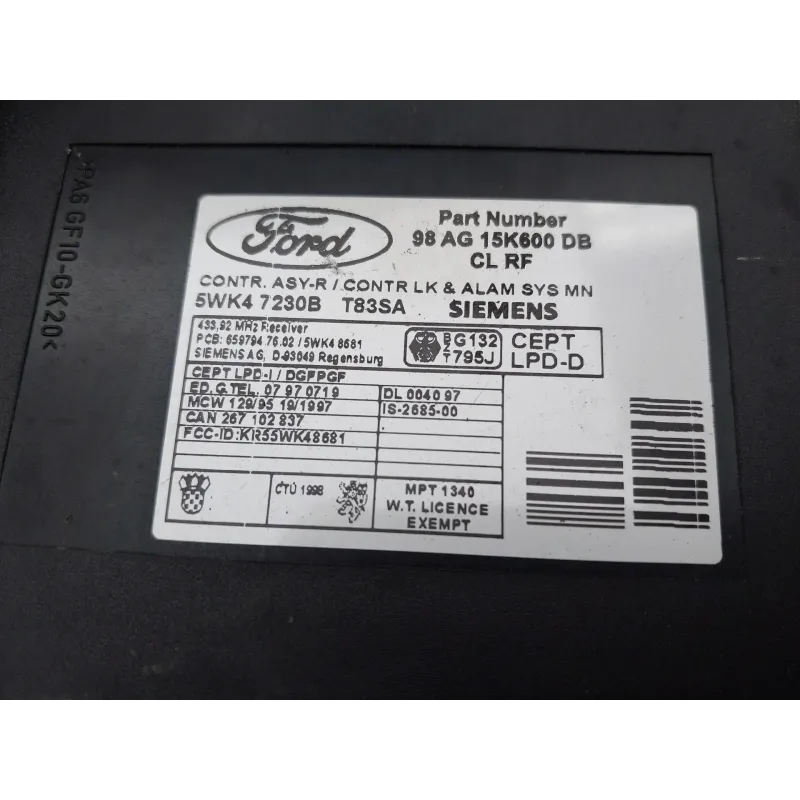 >PA6 GF10-GK20<
Ford
Part Number
98 AG 15K600 DB
CL RF
CONTR. ASY-R / CONTR LK & ALAM SYS MN
5WK4 7230B T83SA SIEMENS
433,92 MHz Receiver
PCB: 659794 76.02 / 5WK4 8681
SIEMENS AG, D-93049 Regensburg
BG132
Z
T795J
CEPT
LPD-D
CEPT LPD-I / DGPPGF
ED. G.TEL. 07 97 0719
DL 004097
MCW 129/95 19/1997
IS-2685-00
CAN 267 102 837
FCC-ID: KR55WK48681
CTÚ 1998
MPT 1340
W.T. LICENCE
EXEMPT